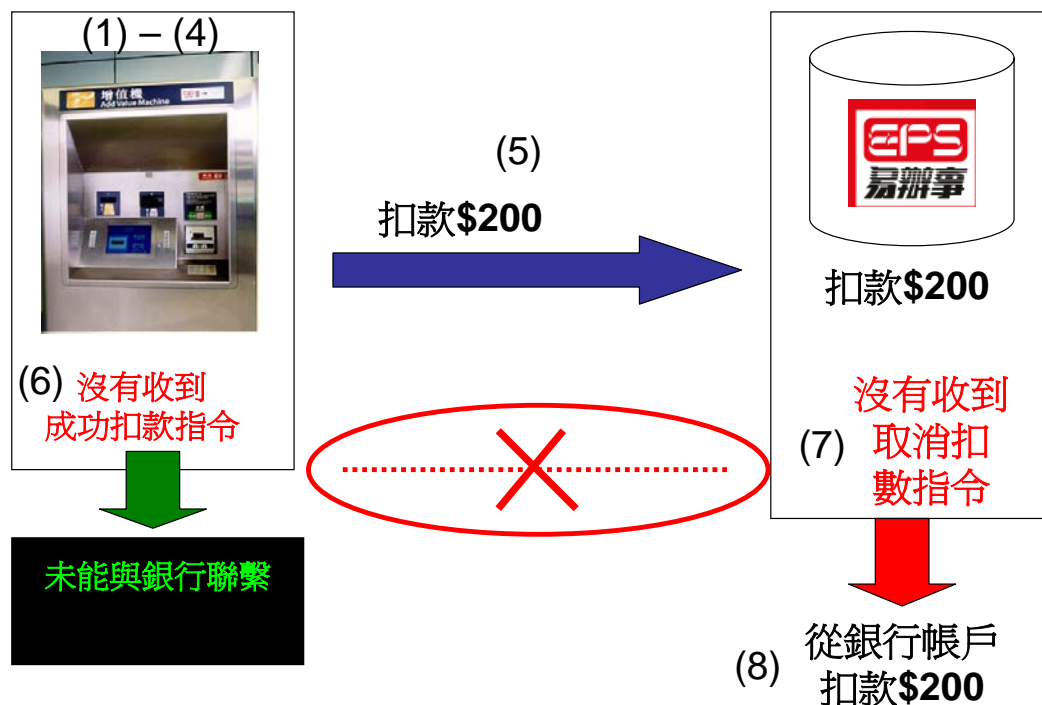 (1) – (4)
增值機
Add Value Machine
(5)
扣款$200
EPS
易辦事
扣款$200
(6) 沒有收到
成功扣款指令
(7) 沒有收到
取消扣
數指令
未能與銀行聯繫
(8) 從銀行帳戶
扣款$200